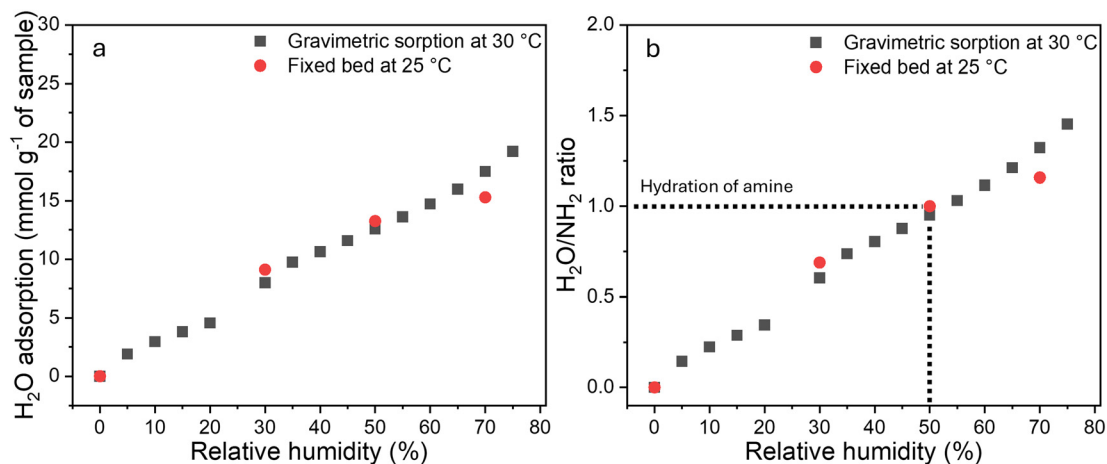 a
Gravimetric sorption at 30 °C
Fixed bed at 25 °C
H₂O adsorption (mmol g⁻¹ of sample)
30
25
20
15
10
5
0
0 10 20 30 40 50 60 70 80
Relative humidity (%)
b
Gravimetric sorption at 30 °C
Fixed bed at 25 °C
Hydration of amine
H₂O/NH₂ ratio
2.0
1.5
1.0
0.5
0.0
0 10 20 30 40 50 60 70 80
Relative humidity (%)